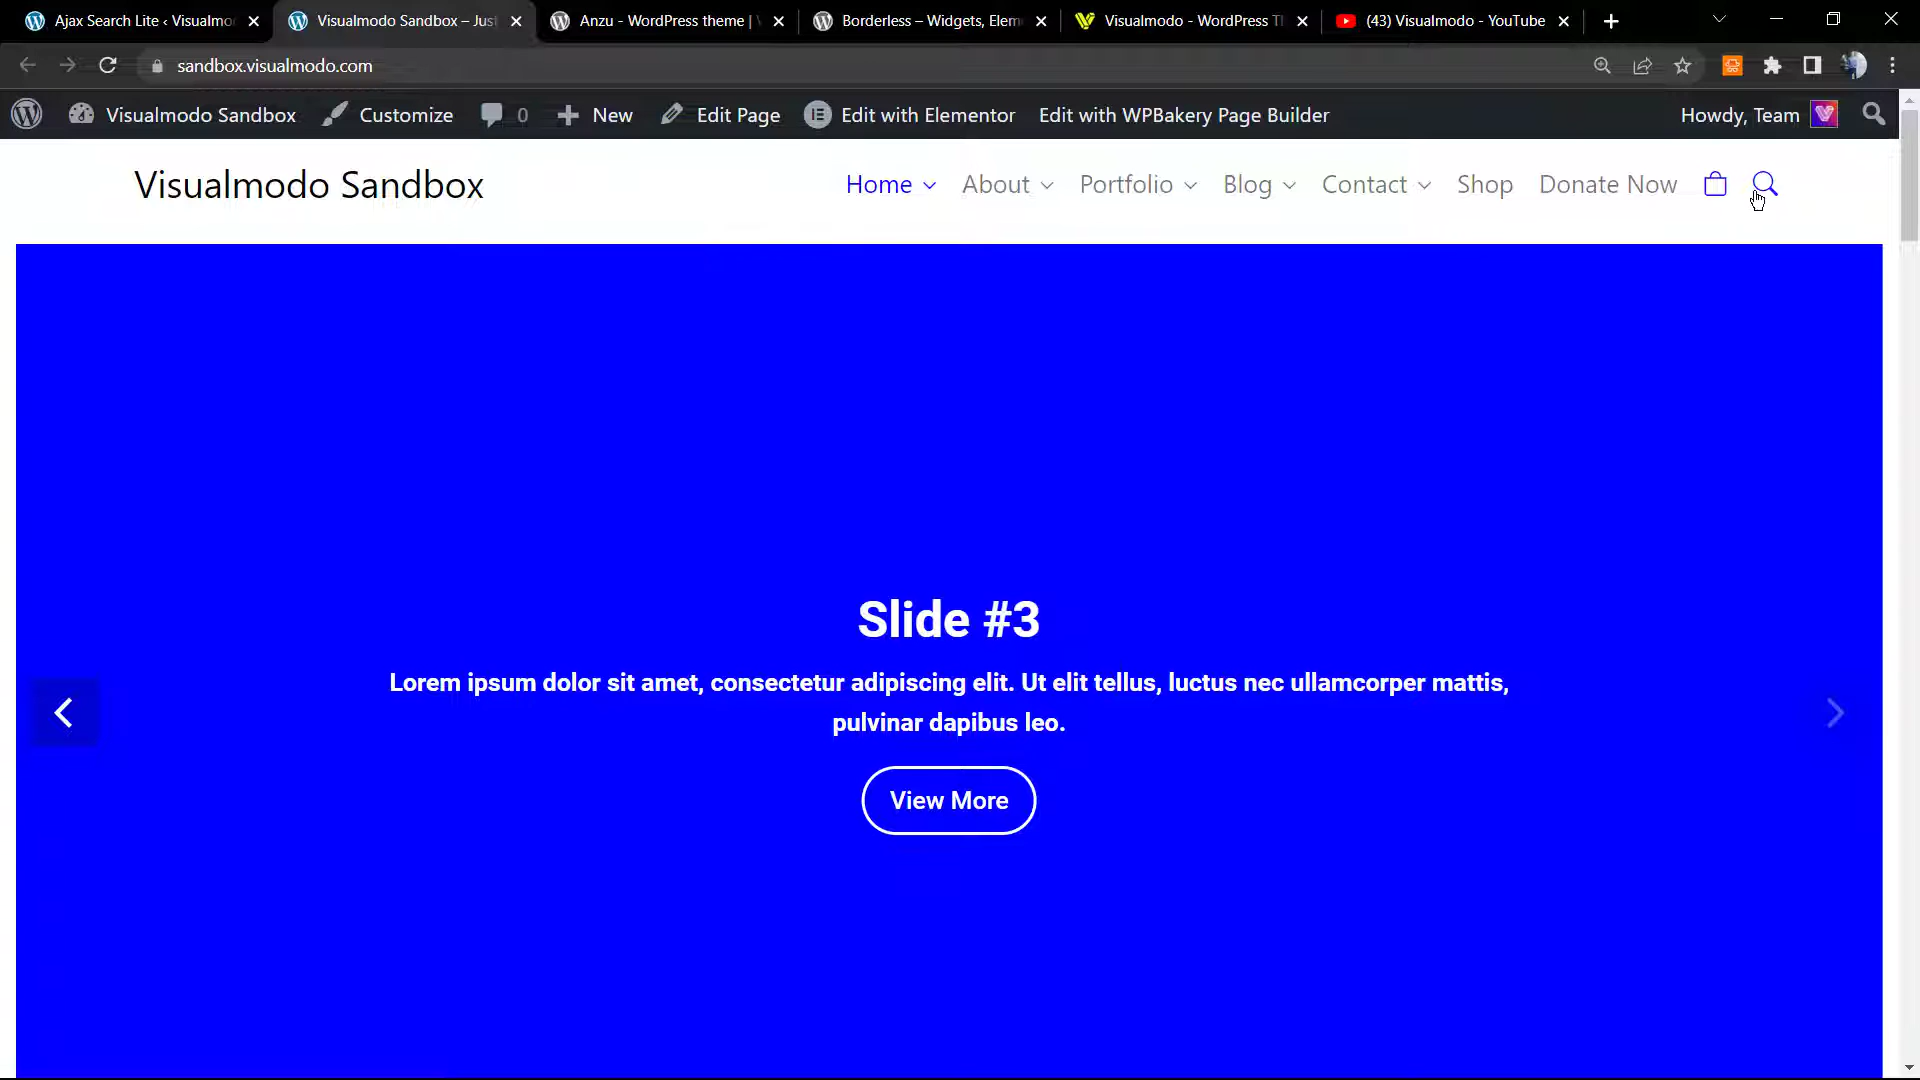 Ajax Search Lite ‹ Visualmo
Visualmodo Sandbox – Jus
Anzu - WordPress theme |
Borderless – Widgets, Elem
Visualmodo - WordPress T
(43) Visualmodo - YouTube
sandbox.visualmodo.com
Visualmodo Sandbox
Customize
0
New
Edit Page
Edit with Elementor
Edit with WPBakery Page Builder
Howdy, Team
Visualmodo Sandbox
Home
About
Portfolio
Blog
Contact
Shop
Donate Now
Slide #3
Lorem ipsum dolor sit amet, consectetur adipiscing elit. Ut elit tellus, luctus nec ullamcorper mattis,
pulvinar dapibus leo.
View More